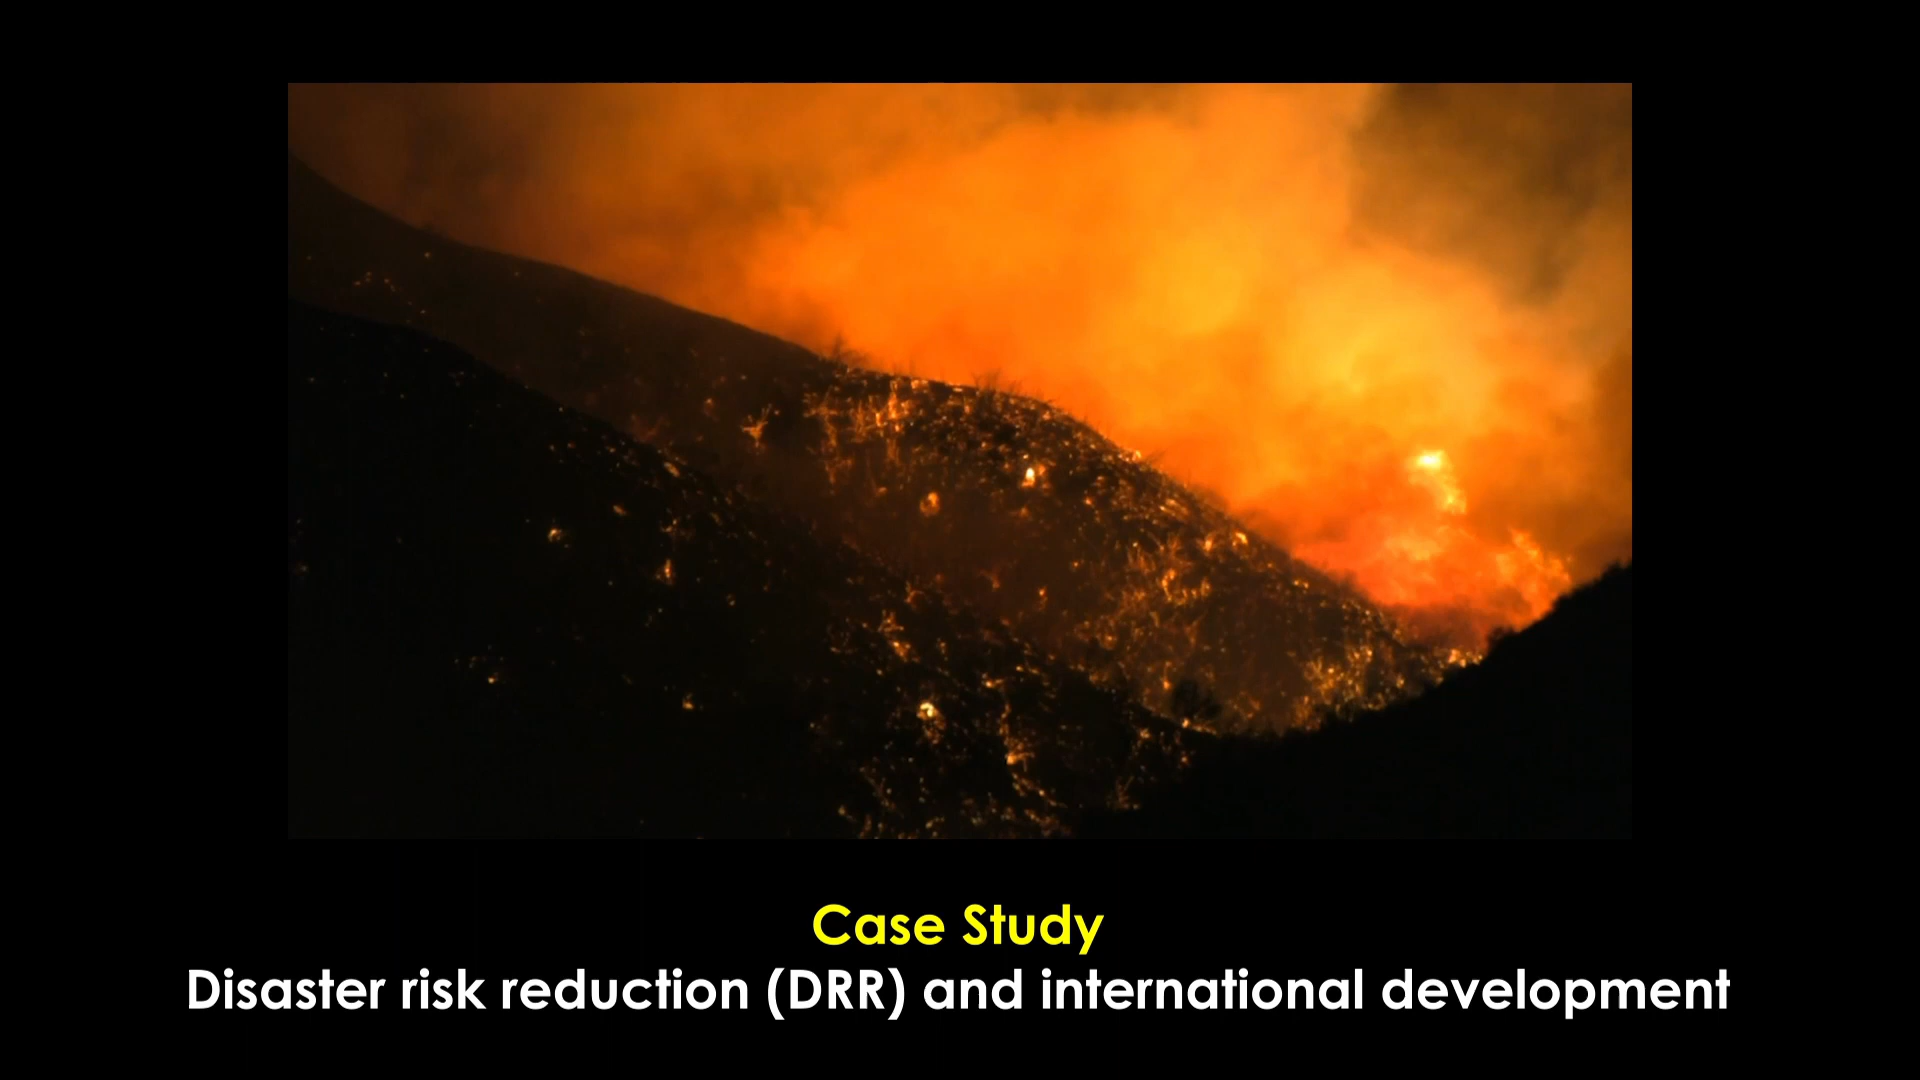 Case Study
Disaster risk reduction (DRR) and international development